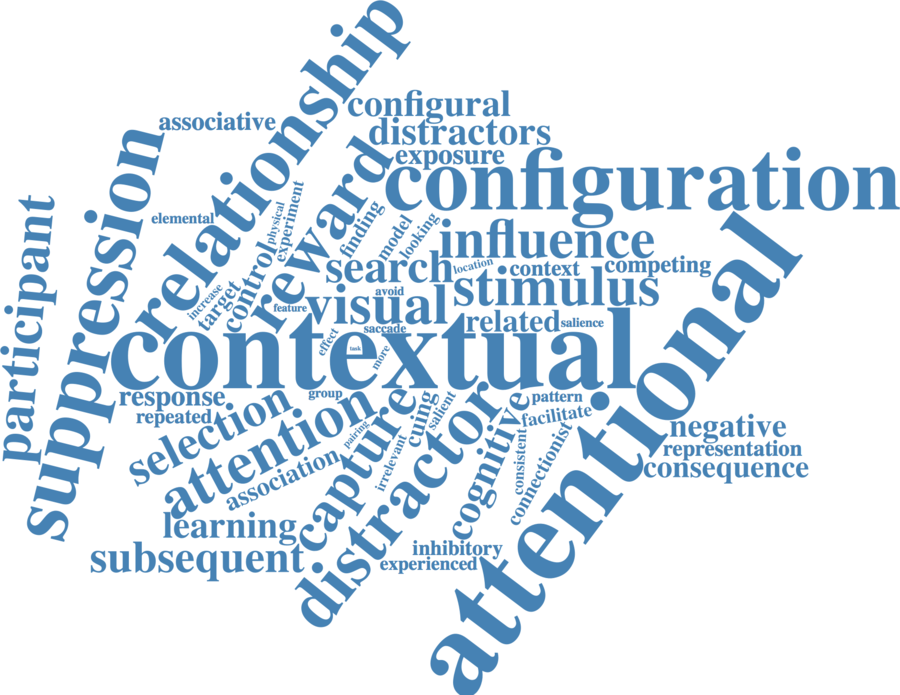 relationship
configural
associative
distractors
exposure
suppression
reward
configuration
participant
elemental
physical
experiment
finding
model
looking
influence
control
search
location
context
competing
increase
target
avoid
stimulus
feature
visual
attentional
related
salience
effect
saccade
contextual
task
more
response
group
pattern
repeated
selection
attention
capture
cuing
salient
distractor
cognitive
facilitate
negative
pairing
irrelevant
consistent
connectionist
representation
association
consequence
learning
subsequent
inhibitory
experienced